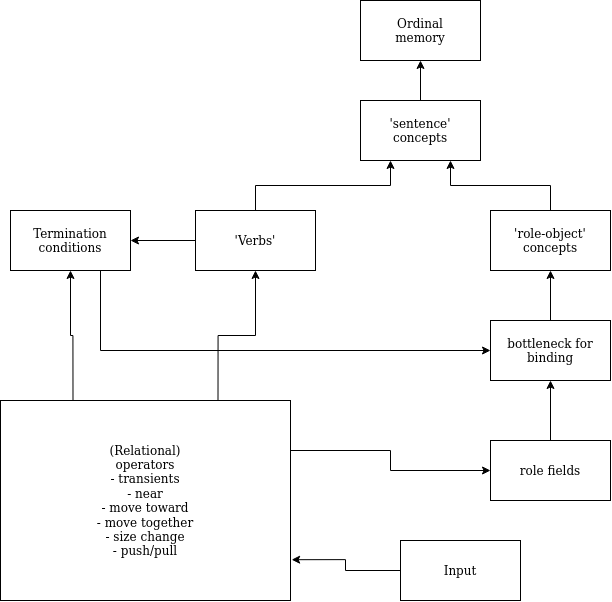 Ordinal
memory
'sentence'
concepts
Termination
conditions
'Verbs'
'role-object'
concepts
bottleneck for
binding
(Relational)
operators
- transients
- near
- move toward
- move together
- size change
- push/pull
role fields
Input